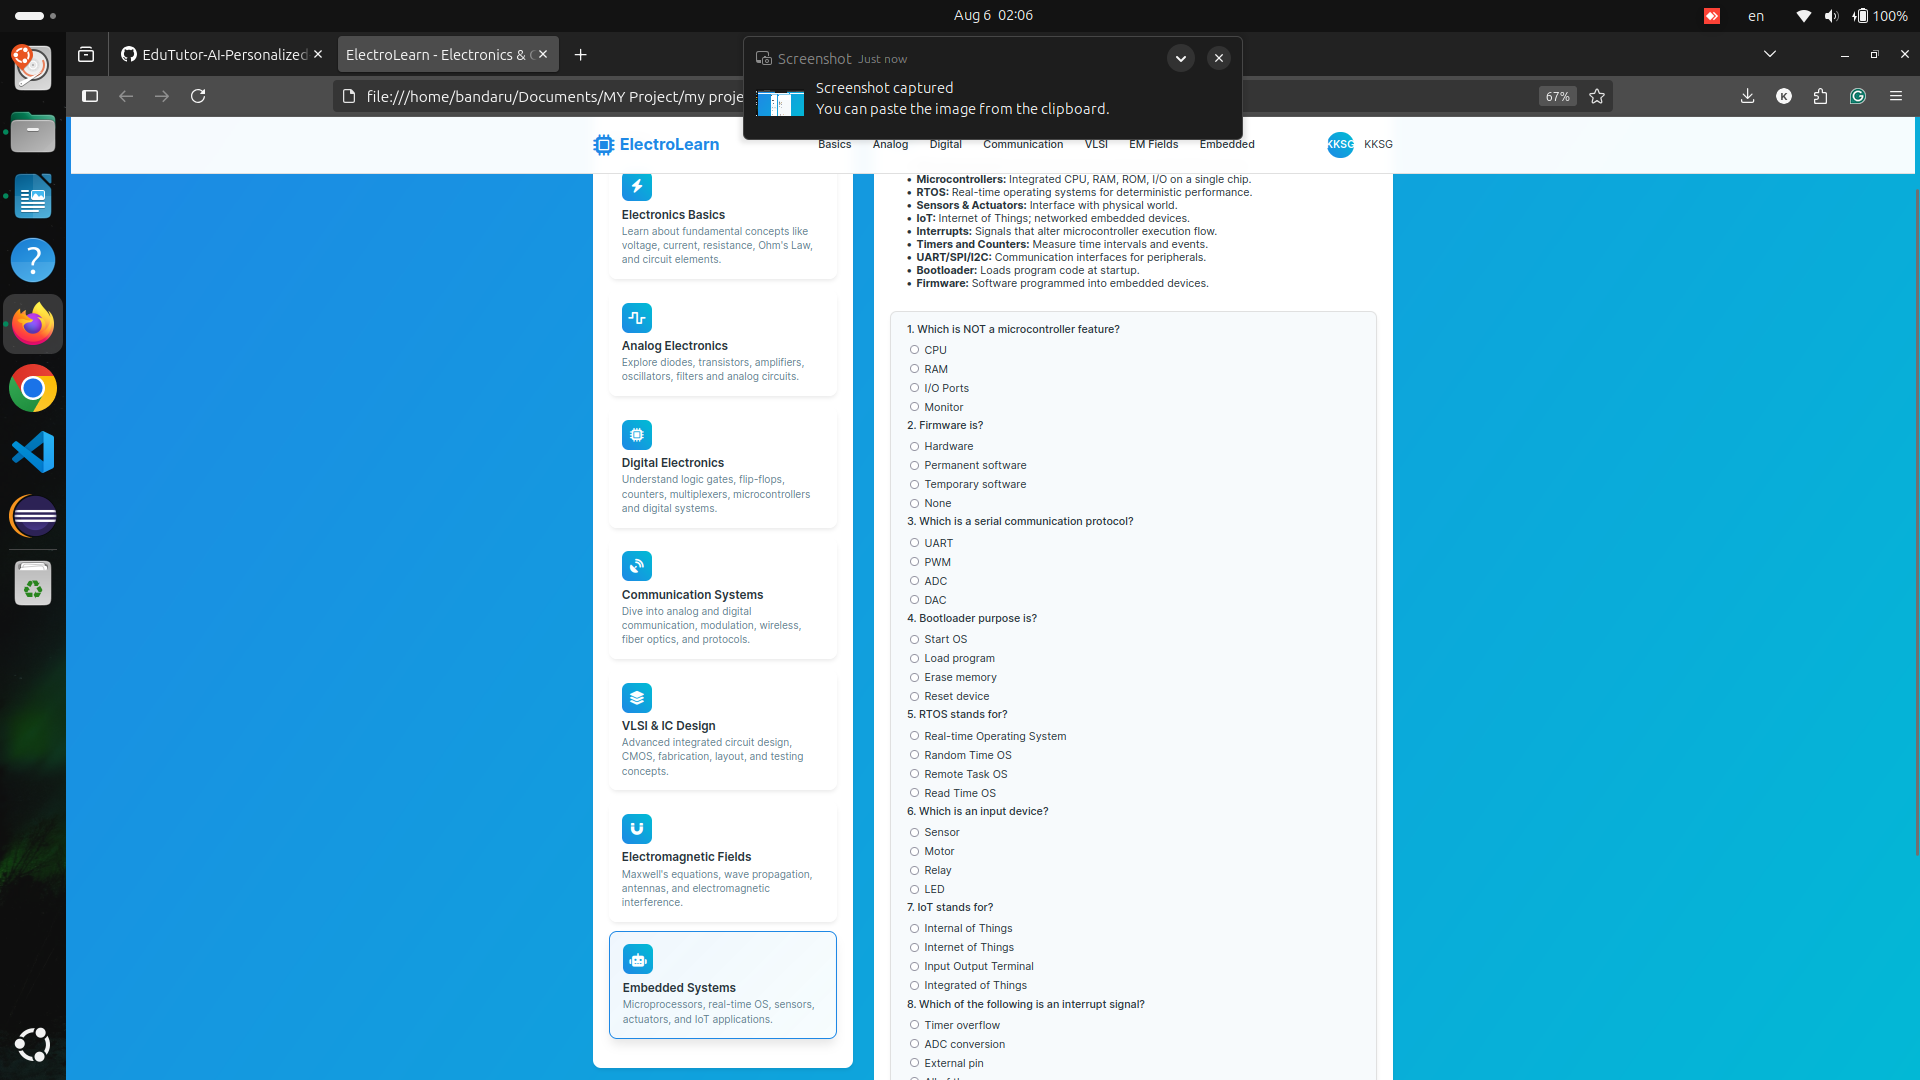 Aug 6 02:06
en
100%
EduTutor-AI-Personalized
ElectroLearn - Electronics &
Screenshot Just now
Screenshot captured
You can paste the image from the clipboard.
file:///home/bandaru/Documents/MY Project/my proje
67%
K
ElectroLearn
Basics
Analog
Digital
Communication
VLSI
EM Fields
Embedded
KKSG
KKSG
Electronics Basics
Learn about fundamental concepts like
voltage, current, resistance, Ohm's Law,
and circuit elements.
Analog Electronics
Explore diodes, transistors, amplifiers,
oscillators, filters and analog circuits.
Digital Electronics
Understand logic gates, flip-flops,
counters, multiplexers, microcontrollers
and digital systems.
Communication Systems
Dive into analog and digital
communication, modulation, wireless,
fiber optics, and protocols.
VLSI & IC Design
Advanced integrated circuit design,
CMOS, fabrication, layout, and testing
concepts.
Electromagnetic Fields
Maxwell's equations, wave propagation,
antennas, and electromagnetic
interference.
Embedded Systems
Microprocessors, real-time OS, sensors,
actuators, and IoT applications.
• Microcontrollers: Integrated CPU, RAM, ROM, I/O on a single chip.
• RTOS: Real-time operating systems for deterministic performance.
• Sensors & Actuators: Interface with physical world.
• IoT: Internet of Things; networked embedded devices.
• Interrupts: Signals that alter microcontroller execution flow.
• Timers and Counters: Measure time intervals and events.
• UART/SPI/I2C: Communication interfaces for peripherals.
• Bootloader: Loads program code at startup.
• Firmware: Software programmed into embedded devices.
1. Which is NOT a microcontroller feature?
CPU
RAM
I/O Ports
Monitor
2. Firmware is?
Hardware
Permanent software
Temporary software
None
3. Which is a serial communication protocol?
UART
PWM
ADC
DAC
4. Bootloader purpose is?
Start OS
Load program
Erase memory
Reset device
5. RTOS stands for?
Real-time Operating System
Random Time OS
Remote Task OS
Read Time OS
6. Which is an input device?
Sensor
Motor
Relay
LED
7. IoT stands for?
Internal of Things
Internet of Things
Input Output Terminal
Integrated of Things
8. Which of the following is an interrupt signal?
Timer overflow
ADC conversion
External pin